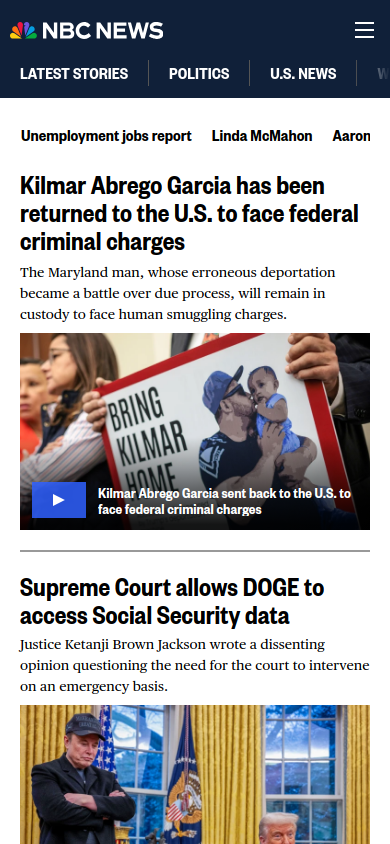 NBC NEWS
LATEST STORIES
POLITICS
U.S. NEWS
W
Unemployment jobs report
Linda McMahon
Aaron
Kilmar Abrego Garcia has been
returned to the U.S. to face federal
criminal charges
The Maryland man, whose erroneous deportation
became a battle over due process, will remain in
custody to face human smuggling charges.
BRING
KILMAR
HOME
Kilmar Abrego Garcia sent back to the U.S. to
face federal criminal charges
Supreme Court allows DOGE to
access Social Security data
Justice Ketanji Brown Jackson wrote a dissenting
opinion questioning the need for the court to intervene
on an emergency basis.